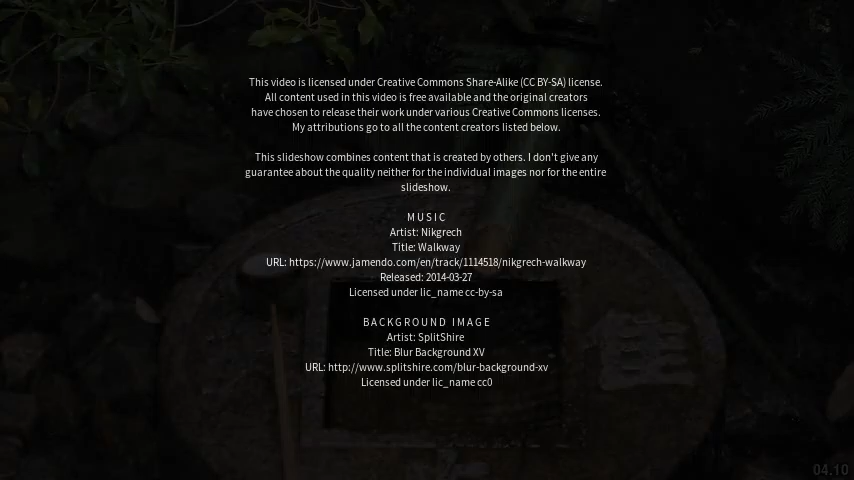 This video is licensed under Creative Commons Share-Alike (CC BY-SA) license.
All content used in this video is free available and the original creators
have chosen to release their work under various Creative Commons licenses.
My attributions go to all the content creators listed below.
This slideshow combines content that is created by others. I don't give any
guarantee about the quality neither for the individual images nor for the entire
slideshow.
MUSIC
Artist: Nikgrech
Title: Walkway
URL: https://www.jamendo.com/en/track/1114518/nikgrech-walkway
Released: 2014-03-27
Licensed under lic_name cc-by-sa
BACKGROUND IMAGE
Artist: SplitShire
Title: Blur Background XV
URL: http://www.splitshire.com/blur-background-xv
Licensed under lic_name cc0
04.10